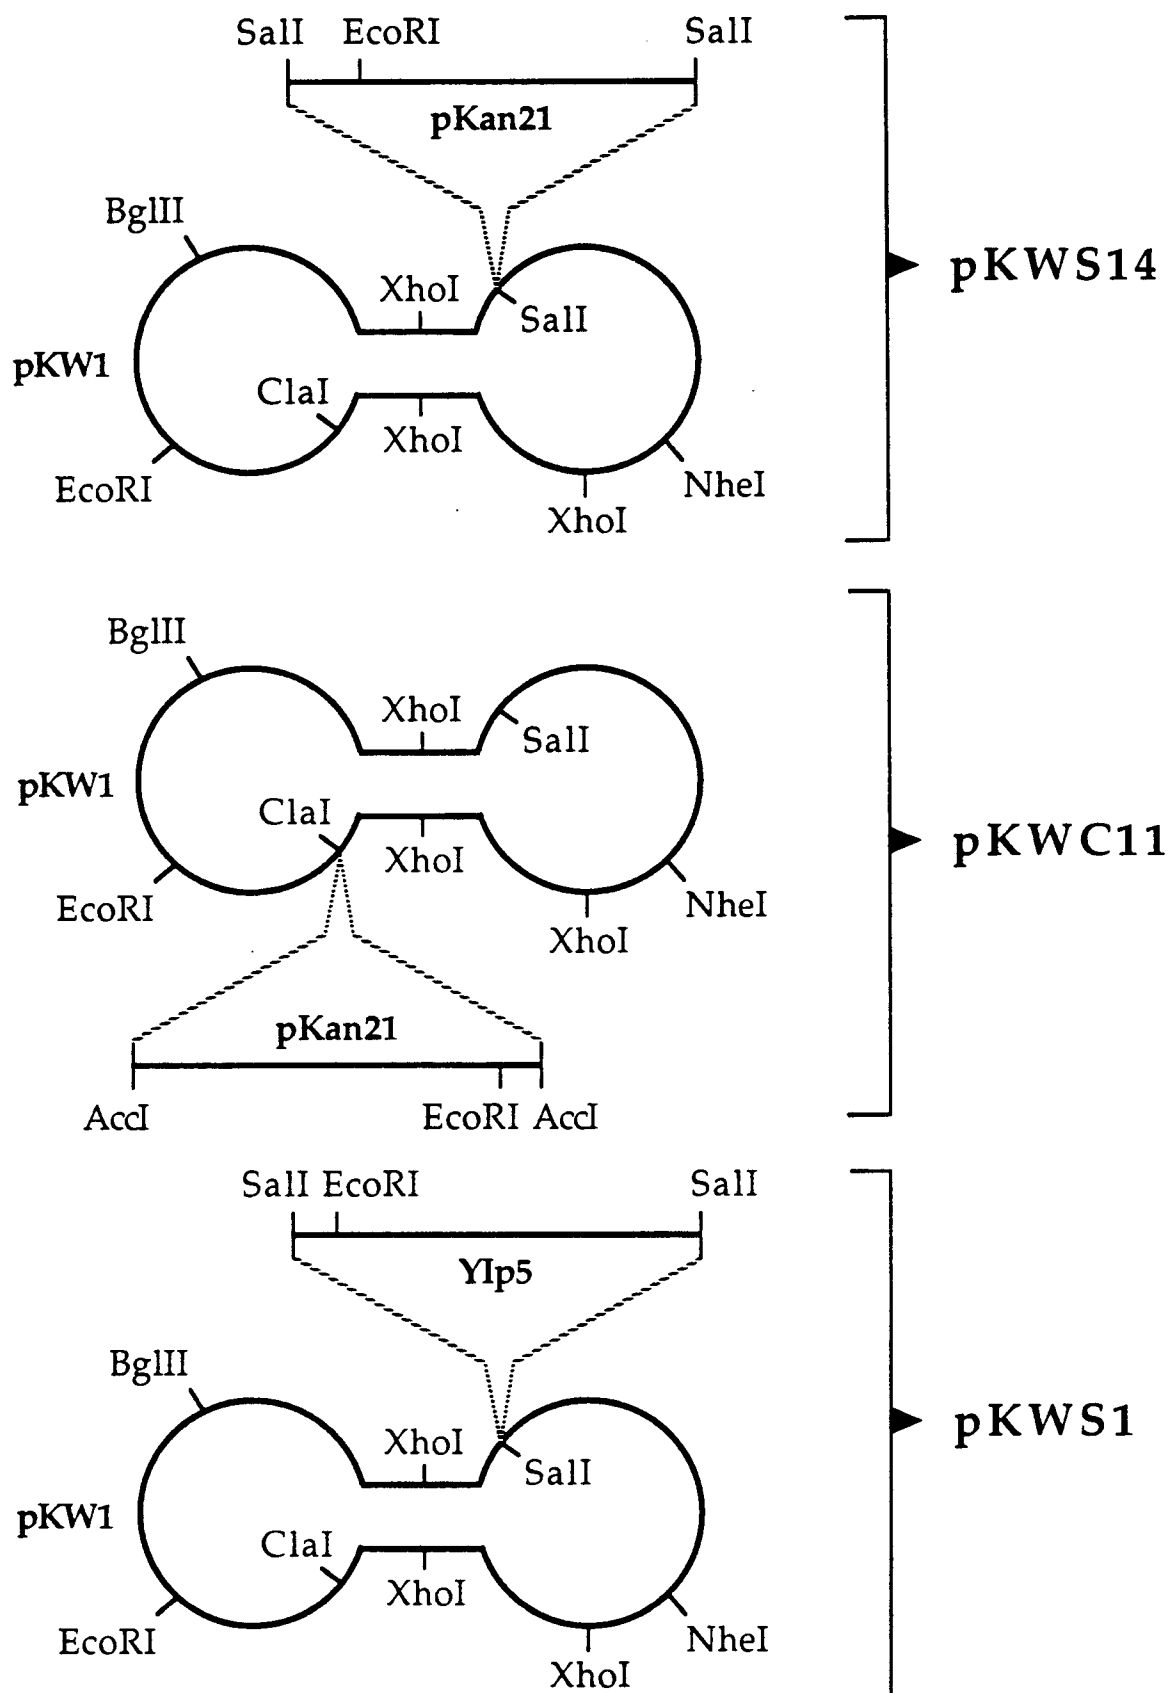 SalI EcoRI SalI
pKan21
BglII
XhoI
SalI
pKWS14
pKW1
ClaI
XhoI
EcoRI
NheI
XhoI
BglII
XhoI
SalI
pKW1
ClaI
XhoI
pKWC11
EcoRI
NheI
XhoI
pKan21
AccI EcoRI AccI
SalI EcoRI SalI
YIp5
BglII
XhoI
SalI
pKWS1
pKW1
ClaI
XhoI
EcoRI
NheI
XhoI